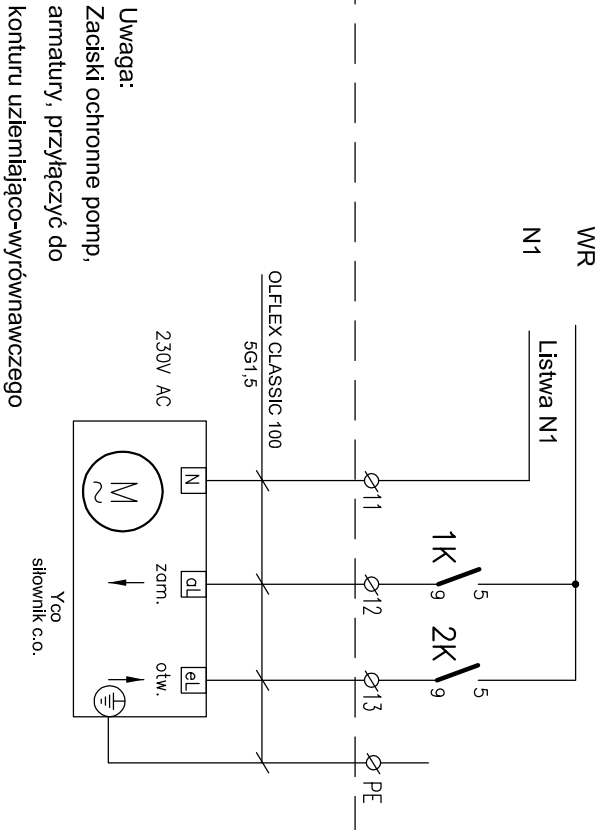 WR
N1
Listwa N1
1K
5
9
2K
5
9
11
12
13
PE
OLFLEX CLASSIC 100
5G1,5
230V AC
N
aL
eL
M
~
zam.
otw.
Yco
siłownik c.o.
Uwaga:
Zaciski ochronne pomp,
armatury, przyłączyć do
konturu uziemiająco-wyrównawczego